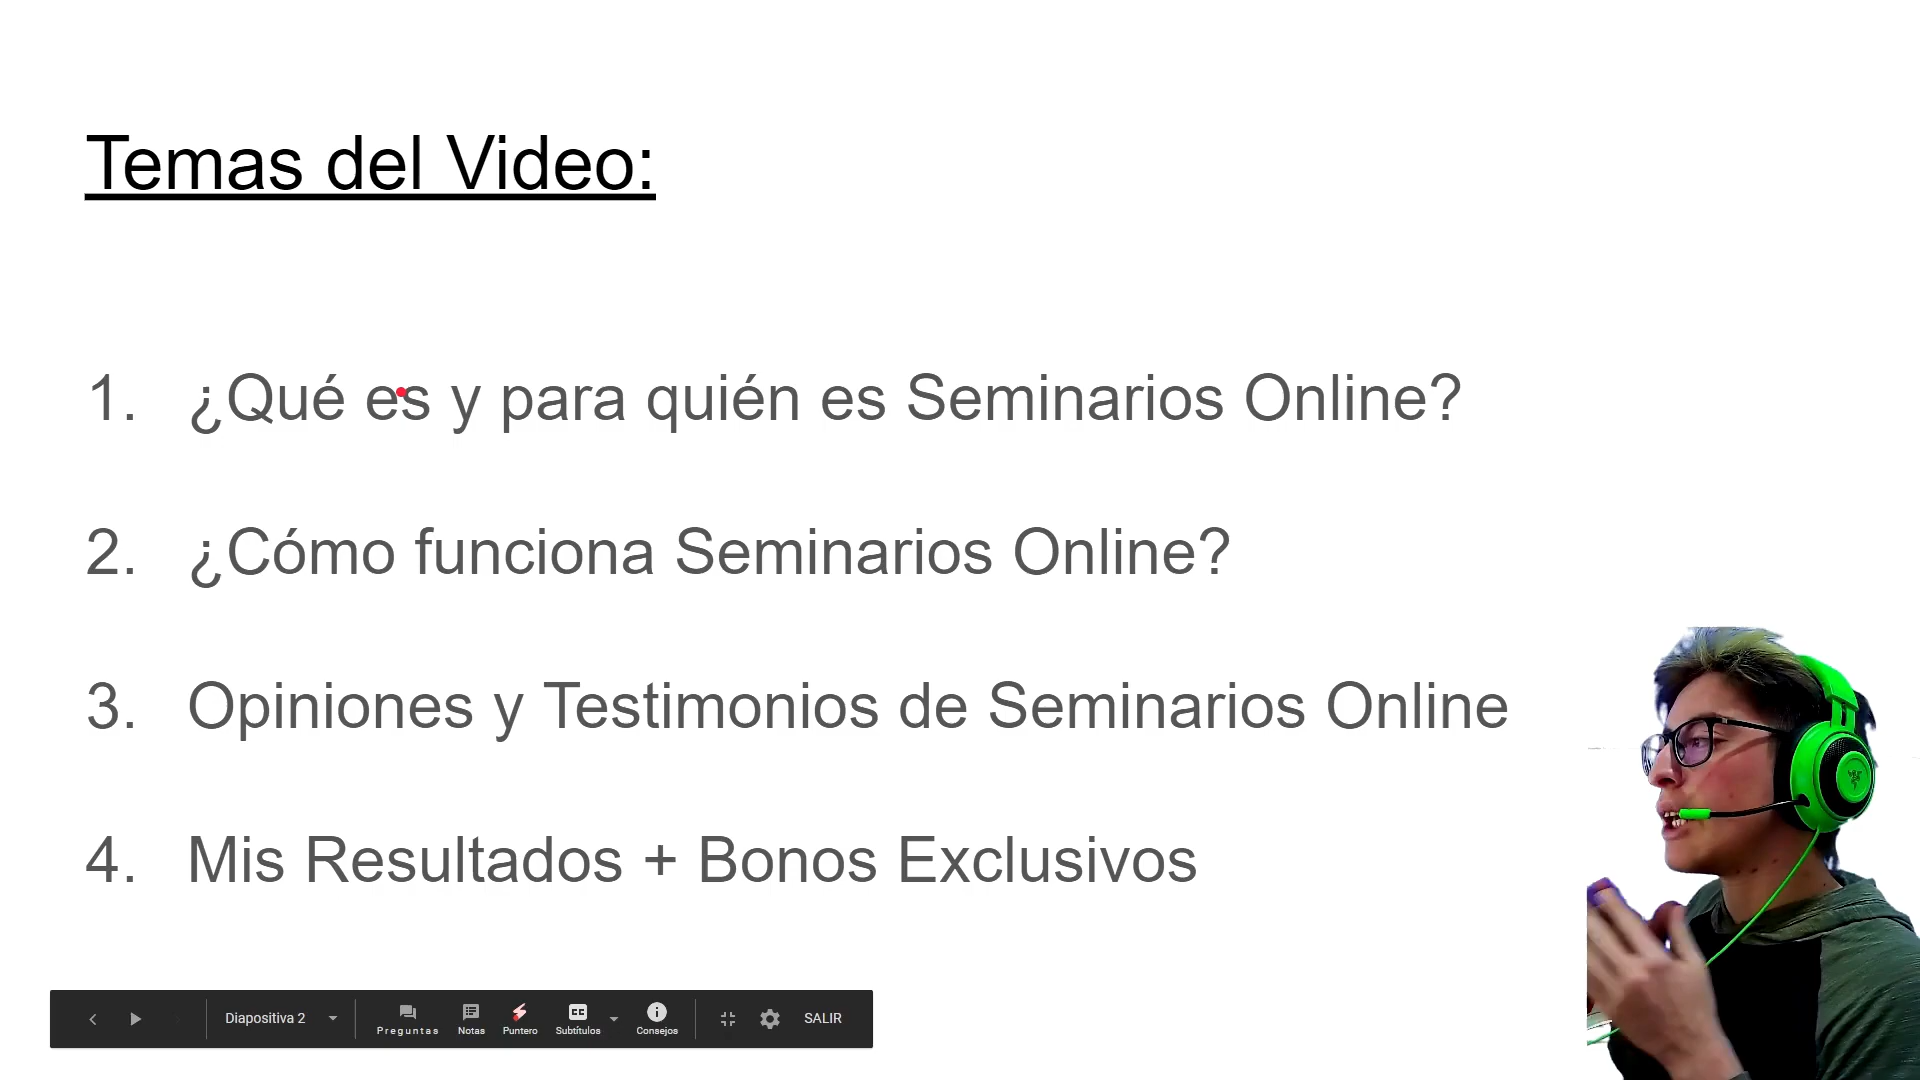 Temas del Video:
1. ¿Qué es y para quién es Seminarios Online?
2. ¿Cómo funciona Seminarios Online?
3. Opiniones y Testimonios de Seminarios Online
4. Mis Resultados + Bonos Exclusivos
Diapositiva 2 Preguntas Notas Puntero CC Subtítulos Consejos SALIR